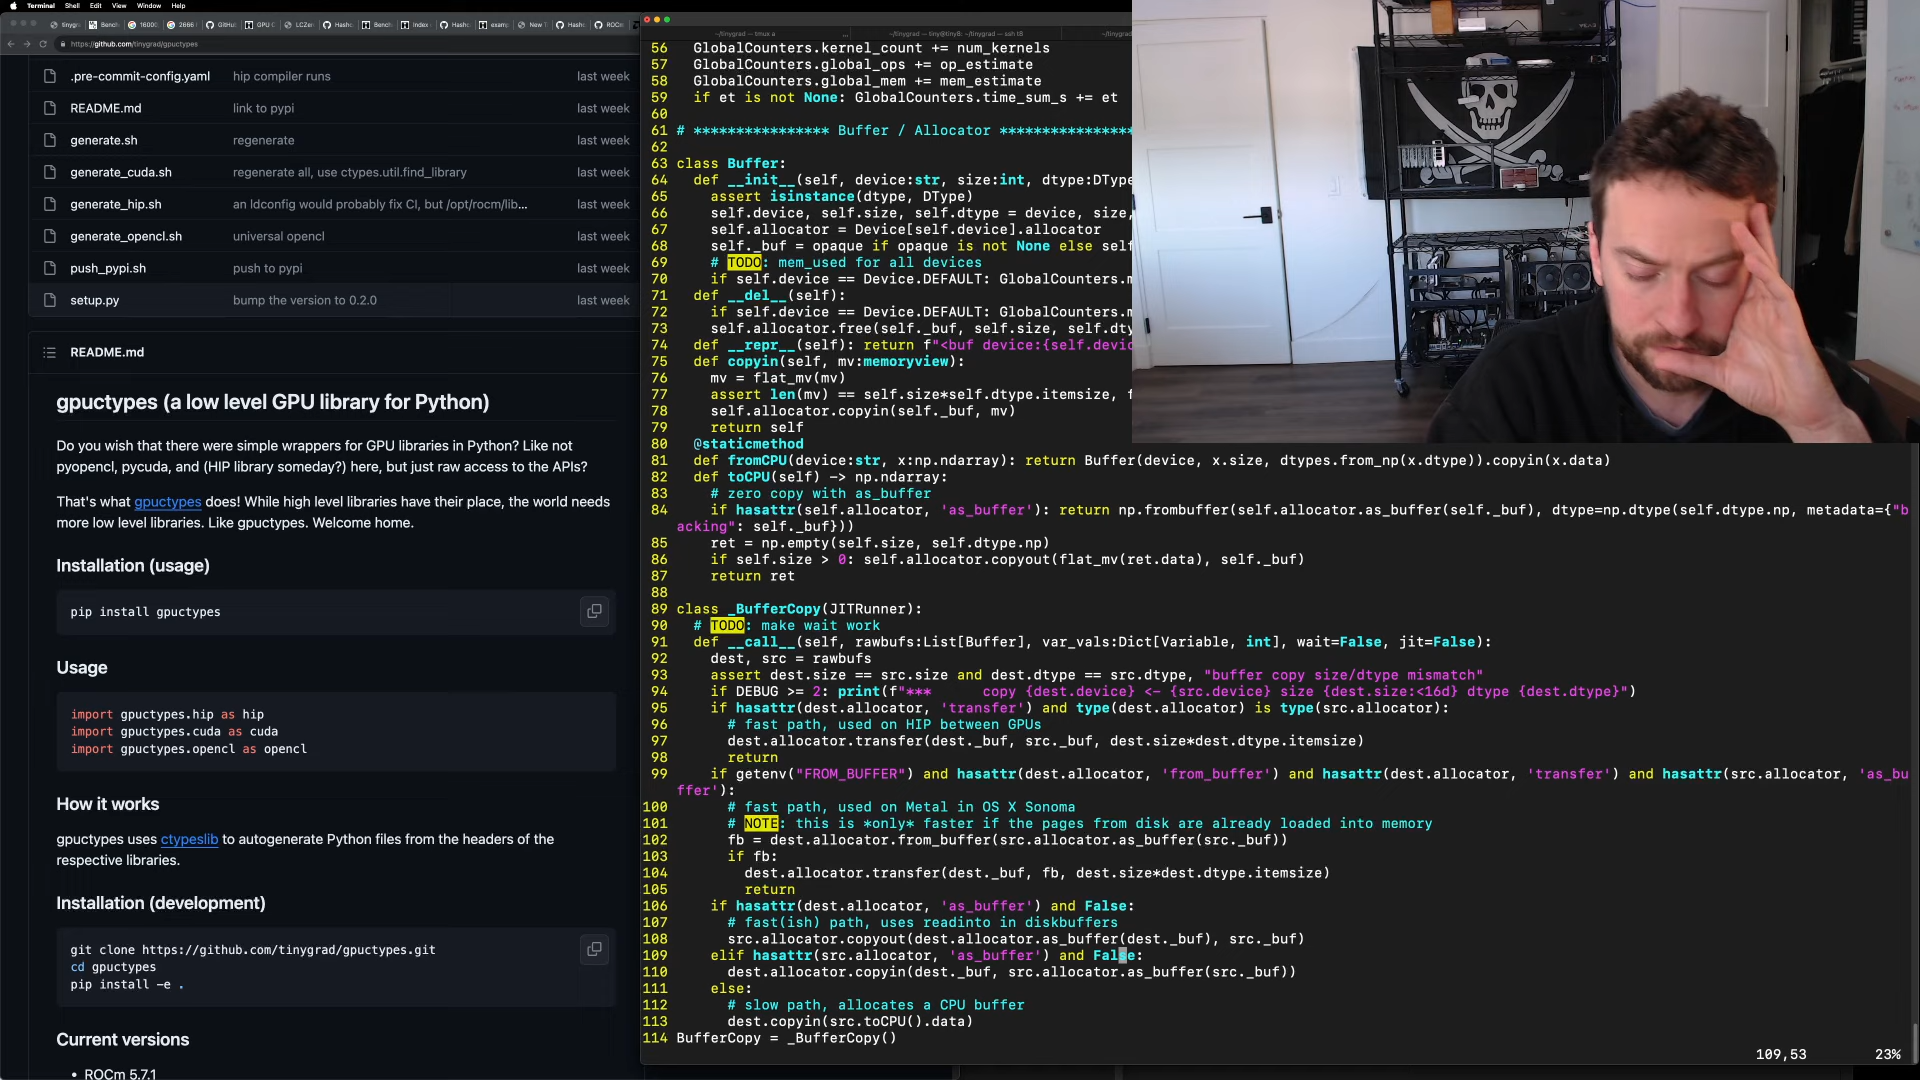 Terminal Shell Edit View Window Help
https://github.com/tinygrad/gpuctypes
.pre-commit-config.yaml hip compiler runs last week
README.md link to pypi last week
generate.sh regenerate last week
generate_cuda.sh regenerate all, use ctypes.util.find_library last week
generate_hip.sh an ldconfig would probably fix CI, but /opt/rocm/lib... last week
generate_opencl.sh universal opencl last week
push_pypi.sh push to pypi last week
setup.py bump the version to 0.2.0 last week
README.md
gpuctypes (a low level GPU library for Python)
Do you wish that there were simple wrappers for GPU libraries in Python? Like not
pyopencl, pycuda, and (HIP library someday?) here, but just raw access to the APIs?
That's what gpuctypes does! While high level libraries have their place, the world needs
more low level libraries. Like gpuctypes. Welcome home.
Installation (usage)
pip install gpuctypes
Usage
import gpuctypes.hip as hip
import gpuctypes.cuda as cuda
import gpuctypes.opencl as opencl
How it works
gpuctypes uses ctypeslib to autogenerate Python files from the headers of the
respective libraries.
Installation (development)
git clone https://github.com/tinygrad/gpuctypes.git
cd gpuctypes
pip install -e .
Current versions
• ROCm 5.7.1
~/tinygrad — tmux a ~/tinygrad — tiny@tiny8: ~/tinygrad — ssh t8
56 GlobalCounters.kernel_count += num_kernels
57 GlobalCounters.global_ops += op_estimate
58 GlobalCounters.global_mem += mem_estimate
59 if et is not None: GlobalCounters.time_sum_s += et
60
61 # **************** Buffer / Allocator ****************
62
63 class Buffer:
64 def __init__(self, device:str, size:int, dtype:DType
65 assert isinstance(dtype, DType)
66 self.device, self.size, self.dtype = device, size,
67 self.allocator = Device[self.device].allocator
68 self._buf = opaque if opaque is not None else self
69 # TODO: mem_used for all devices
70 if self.device == Device.DEFAULT: GlobalCounters.m
71 def __del__(self):
72 if self.device == Device.DEFAULT: GlobalCounters.m
73 self.allocator.free(self._buf, self.size, self.dty
74 def __repr__(self): return f"<buf device:{self.devic
75 def copyin(self, mv:memoryview):
76 mv = flat_mv(mv)
77 assert len(mv) == self.size*self.dtype.itemsize, f
78 self.allocator.copyin(self._buf, mv)
79 return self
80 @staticmethod
81 def fromCPU(device:str, x:np.ndarray): return Buffer(device, x.size, dtypes.from_np(x.dtype)).copyin(x.data)
82 def toCPU(self) -> np.ndarray:
83 # zero copy with as_buffer
84 if hasattr(self.allocator, 'as_buffer'): return np.frombuffer(self.allocator.as_buffer(self._buf), dtype=np.dtype(self.dtype.np, metadata={"b
acking": self._buf}))
85 ret = np.empty(self.size, self.dtype.np)
86 if self.size > 0: self.allocator.copyout(flat_mv(ret.data), self._buf)
87 return ret
88
89 class _BufferCopy(JITRunner):
90 # TODO: make wait work
91 def __call__(self, rawbufs:List[Buffer], var_vals:Dict[Variable, int], wait=False, jit=False):
92 dest, src = rawbufs
93 assert dest.size == src.size and dest.dtype == src.dtype, "buffer copy size/dtype mismatch"
94 if DEBUG >= 2: print(f"*** copy {dest.device} <- {src.device} size {dest.size:<16d} dtype {dest.dtype}")
95 if hasattr(dest.allocator, 'transfer') and type(dest.allocator) is type(src.allocator):
96 # fast path, used on HIP between GPUs
97 dest.allocator.transfer(dest._buf, src._buf, dest.size*dest.dtype.itemsize)
98 return
99 if getenv("FROM_BUFFER") and hasattr(dest.allocator, 'from_buffer') and hasattr(dest.allocator, 'transfer') and hasattr(src.allocator, 'as_bu
ffer'):
100 # fast path, used on Metal in OS X Sonoma
101 # NOTE: this is *only* faster if the pages from disk are already loaded into memory
102 fb = dest.allocator.from_buffer(src.allocator.as_buffer(src._buf))
103 if fb:
104 dest.allocator.transfer(dest._buf, fb, dest.size*dest.dtype.itemsize)
105 return
106 if hasattr(dest.allocator, 'as_buffer') and False:
107 # fast(ish) path, uses readinto in diskbuffers
108 src.allocator.copyout(dest.allocator.as_buffer(dest._buf), src._buf)
109 elif hasattr(src.allocator, 'as_buffer') and False:
110 dest.allocator.copyin(dest._buf, src.allocator.as_buffer(src._buf))
111 else:
112 # slow path, allocates a CPU buffer
113 dest.copyin(src.toCPU().data)
114 BufferCopy = _BufferCopy()
109,53 23%